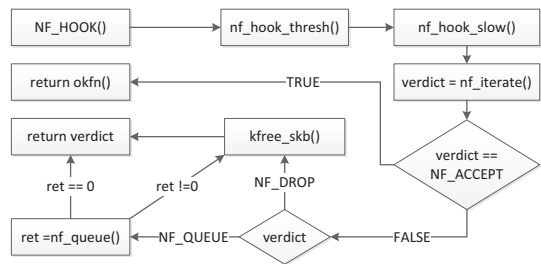 NF_HOOK()
nf_hook_thresh()
nf_hook_slow()
return okfn()
TRUE
verdict = nf_iterate()
return verdict
kfree_skb()
verdict ==
NF_ACCEPT
ret == 0
ret !=0
NF_DROP
ret =nf_queue()
NF_QUEUE
verdict
FALSE